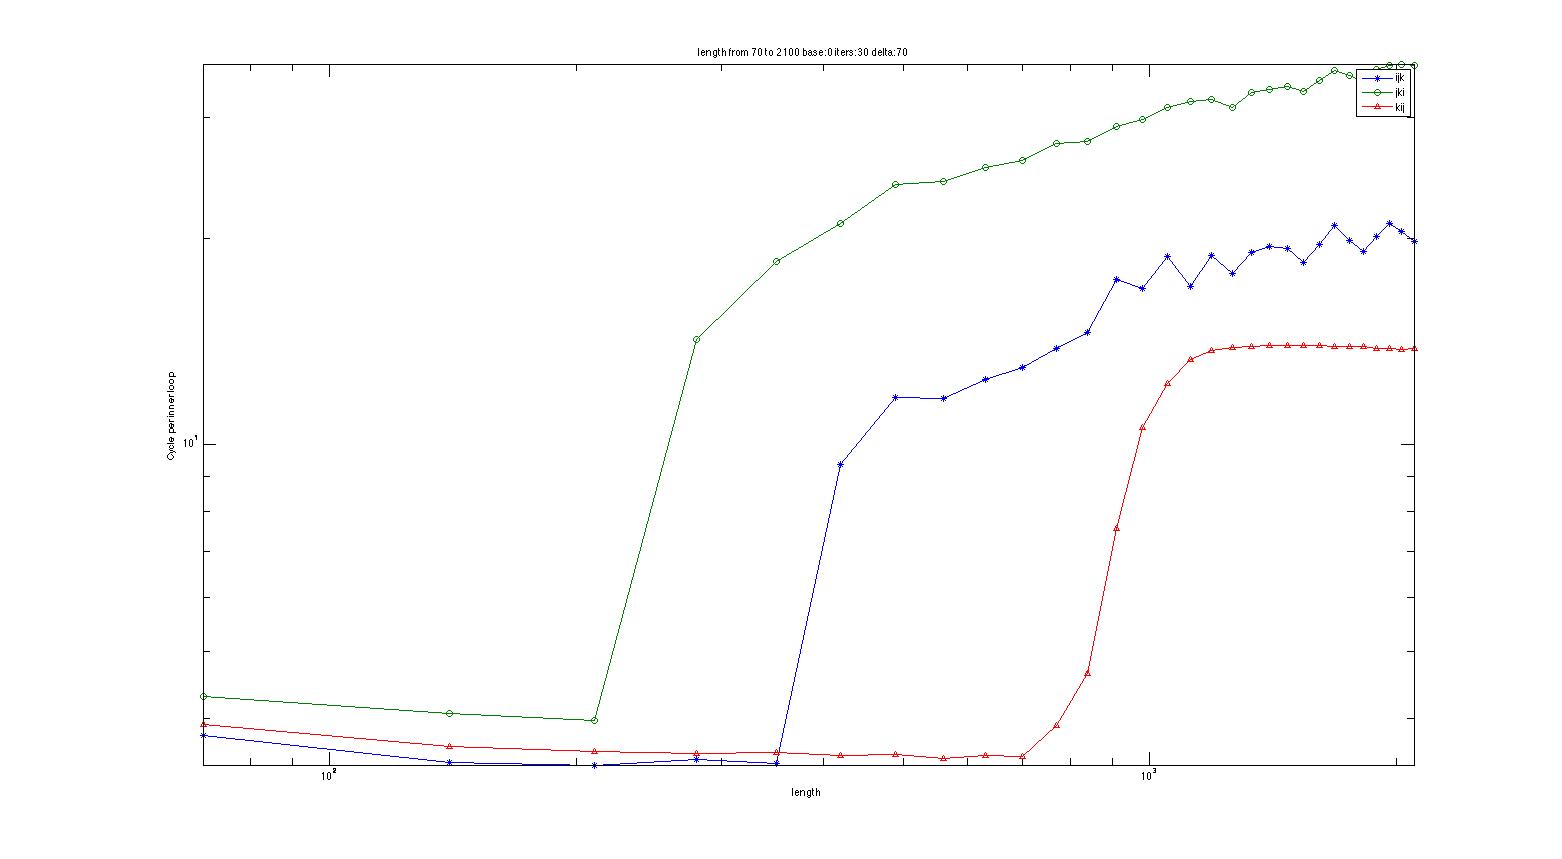 length from 70 to 2100 base:0 iters:30 delta:70
ijk
jki
kij
Cycle per inner loop
10^1
10^2
10^3
length